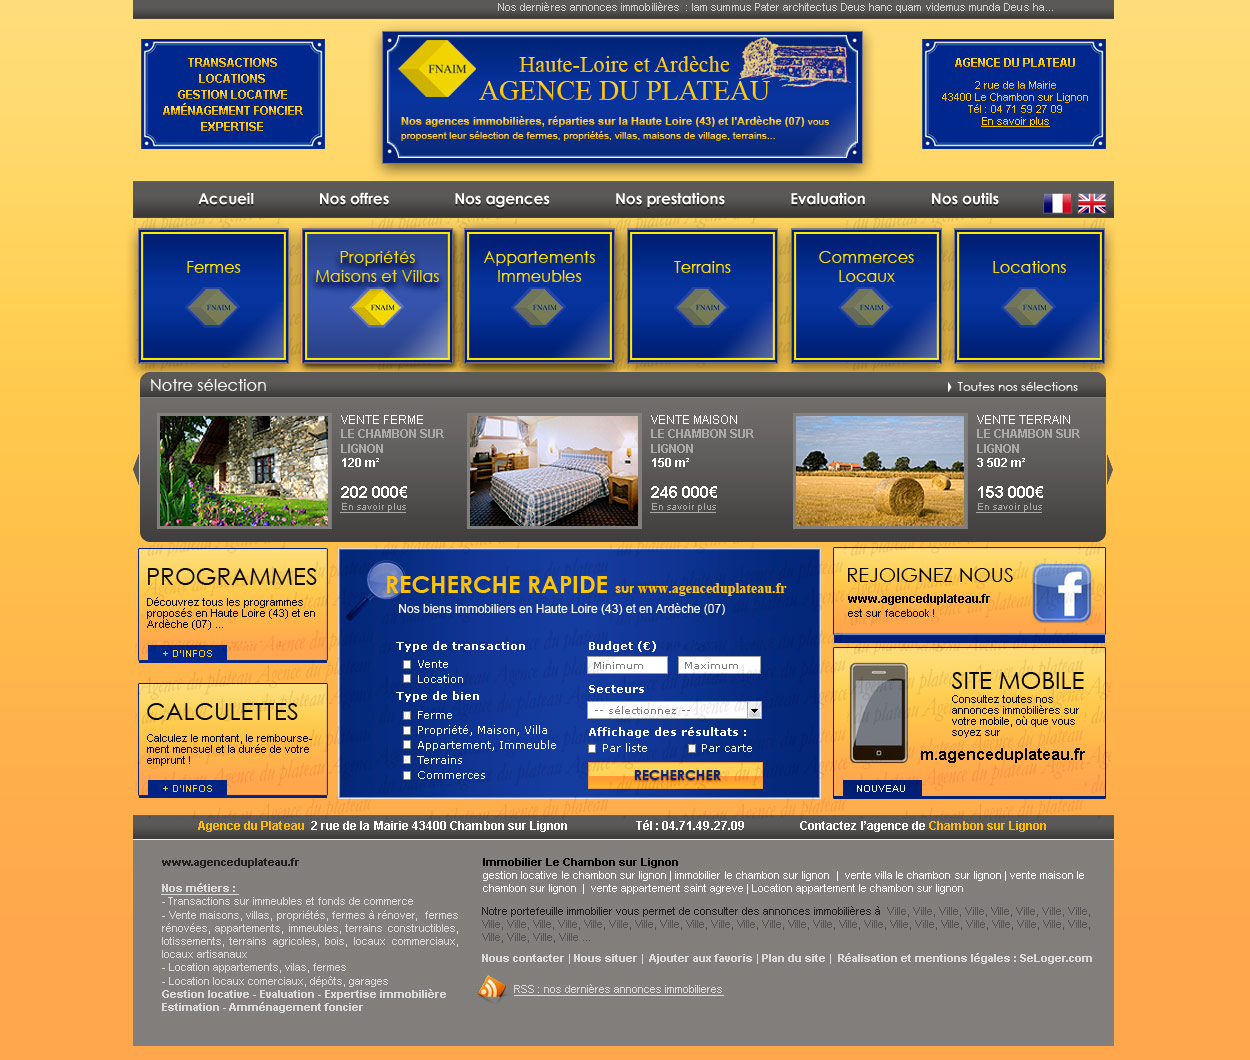 Nos dernières annonces immobilières : Iam summus Pater architectus Deus hanc quam videmus munda Deus ha...
TRANSACTIONS
LOCATIONS
GESTION LOCATIVE
AMÉNAGEMENT FONCIER
EXPERTISE
FNAIM
Haute-Loire et Ardèche
AGENCE DU PLATEAU
Nos agences immobilières, réparties sur la Haute Loire (43) et l'Ardèche (07) vous
proposent leur sélection de fermes, propriétés, villas, maisons de village, terrains...
AGENCE DU PLATEAU
2 rue de la Mairie
43400 Le Chambon sur Lignon
Tél : 04 71 59 27 09
En savoir plus
Accueil
Nos offres
Nos agences
Nos prestations
Evaluation
Nos outils
Fermes
FNAIM
Propriétés
Maisons et Villas
FNAIM
Appartements
Immeubles
FNAIM
Terrains
FNAIM
Commerces
Locaux
FNAIM
Locations
FNAIM
Notre sélection
Toutes nos sélections
VENTE FERME
LE CHAMBON SUR
LIGNON
120 m²
202 000€
En savoir plus
VENTE MAISON
LE CHAMBON SUR
LIGNON
150 m²
246 000€
En savoir plus
VENTE TERRAIN
LE CHAMBON SUR
LIGNON
3 502 m²
153 000€
En savoir plus
PROGRAMMES
Découvrez tous les programmes
proposés en Haute Loire (43) et en
Ardèche (07) ...
+ D'INFOS
CALCULETTES
Calculez le montant, le rembourse-
ment mensuel et la durée de votre
emprunt !
+ D'INFOS
RECHERCHE RAPIDE sur www.agenceduplateau.fr
Nos biens immobiliers en Haute Loire (43) et en Ardèche (07)
Type de transaction
Vente
Location
Type de bien
Ferme
Propriété, Maison, Villa
Appartement, Immeuble
Terrains
Commerces
Budget (€)
Minimum
Maximum
Secteurs
-- sélectionnez --
Affichage des résultats :
Par liste
Par carte
RECHERCHER
REJOIGNEZ NOUS
www.agenceduplateau.fr
est sur facebook !
f
SITE MOBILE
Consultez toutes nos
annonces immobilières sur
votre mobile, où que vous
soyez sur
m.agenceduplateau.fr
NOUVEAU
Agence du Plateau 2 rue de la Mairie 43400 Chambon sur Lignon
Tél : 04.71.49.27.09
Contactez l'agence de Chambon sur Lignon
www.agenceduplateau.fr
Nos métiers :
- Transactions sur immeubles et fonds de commerce
- Vente maisons, villas, propriétés, fermes à rénover, fermes
rénovées, appartements, immeubles, terrains constructibles,
lotissements, terrains agricoles, bois, locaux commerciaux,
locaux artisanaux
- Location appartements, vilas, fermes
- Location locaux comerciaux, dépôts, garages
Gestion locative - Evaluation - Expertise immobilière
Estimation - Amménagement foncier
Immobilier Le Chambon sur Lignon
gestion locative le chambon sur lignon | immobilier le chambon sur lignon | vente villa le chambon sur lignon | vente maison le
chambon sur lignon | vente appartement saint agreve | Location appartement le chambon sur lignon
Notre portefeuille immobilier vous permet de consulter des annonces immobilières à Ville, Ville, Ville, Ville, Ville, Ville, Ville, Ville,
Ville, Ville, Ville, Ville, Ville, Ville, Ville, Ville, Ville, Ville, Ville, Ville, Ville, Ville, Ville, Ville, Ville, Ville, Ville, Ville, Ville, Ville, Ville, Ville,
Ville, Ville, Ville, Ville ...
Nous contacter | Nous situer | Ajouter aux favoris | Plan du site | Réalisation et mentions légales : SeLoger.com
RSS : nos dernières annonces immobilieres